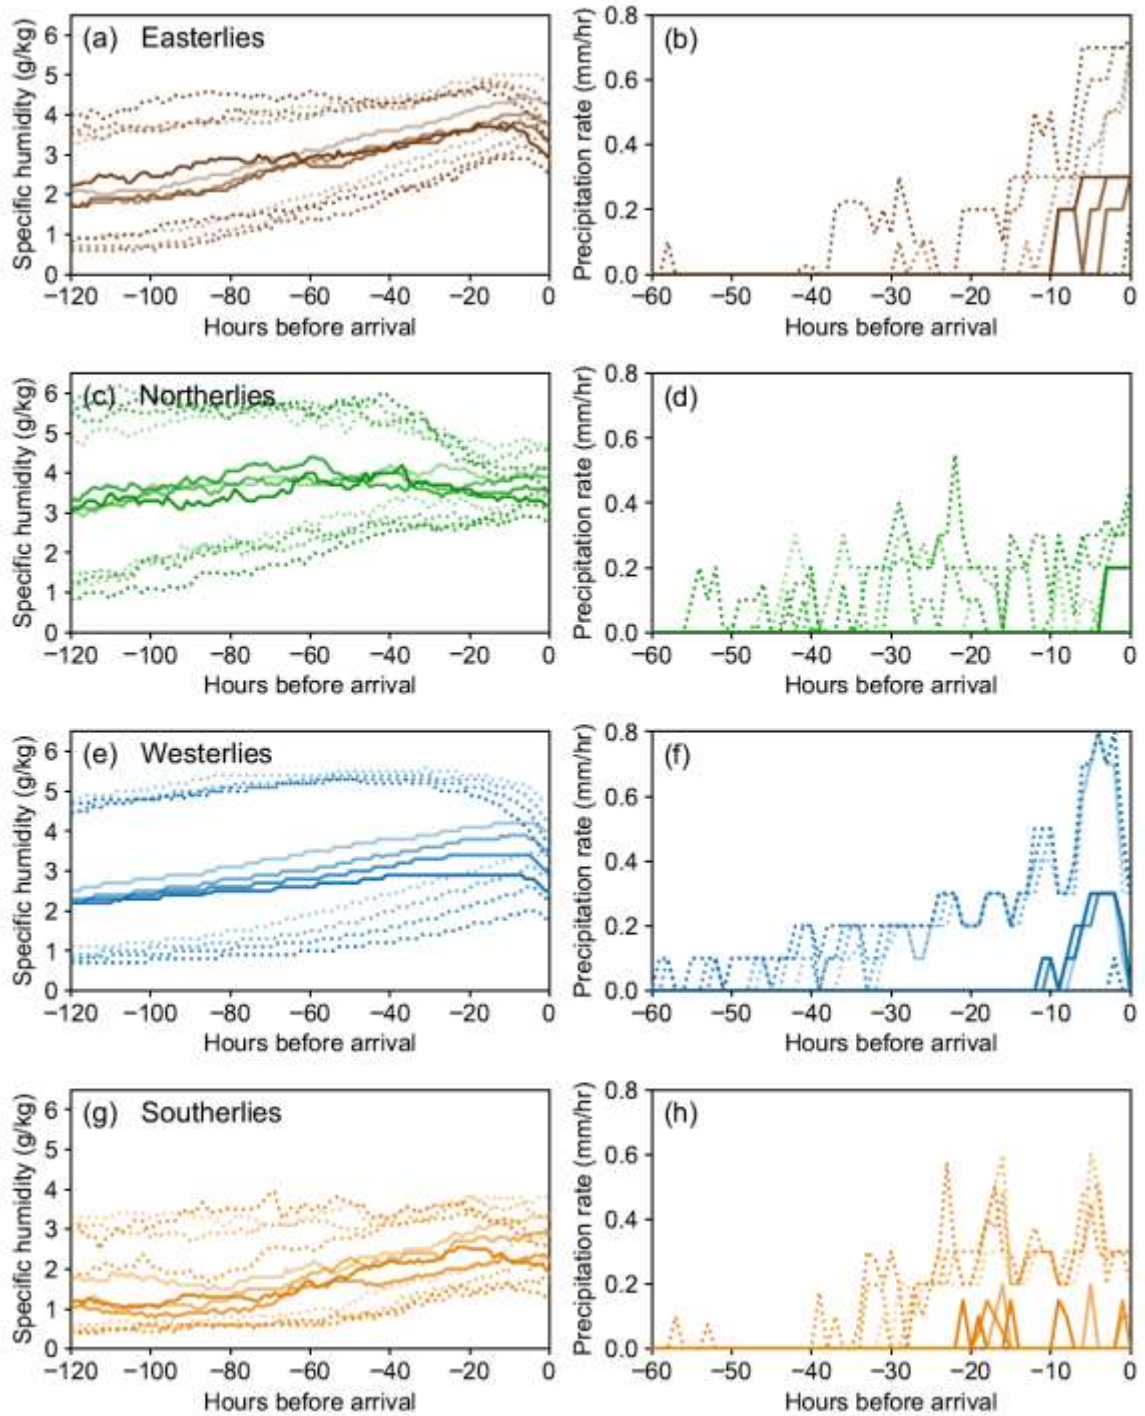 (a) Easterlies
Specific humidity (g/kg)
6
5
4
3
2
1
0
−120 −100 −80 −60 −40 −20 0
Hours before arrival
(b)
Precipitation rate (mm/hr)
0.8
0.6
0.4
0.2
0.0
−60 −50 −40 −30 −20 −10 0
Hours before arrival
(c) Northerlies
Specific humidity (g/kg)
6
5
4
3
2
1
0
−120 −100 −80 −60 −40 −20 0
Hours before arrival
(d)
Precipitation rate (mm/hr)
0.8
0.6
0.4
0.2
0.0
−60 −50 −40 −30 −20 −10 0
Hours before arrival
(e) Westerlies
Specific humidity (g/kg)
6
5
4
3
2
1
0
−120 −100 −80 −60 −40 −20 0
Hours before arrival
(f)
Precipitation rate (mm/hr)
0.8
0.6
0.4
0.2
0.0
−60 −50 −40 −30 −20 −10 0
Hours before arrival
(g) Southerlies
Specific humidity (g/kg)
6
5
4
3
2
1
0
−120 −100 −80 −60 −40 −20 0
Hours before arrival
(h)
Precipitation rate (mm/hr)
0.8
0.6
0.4
0.2
0.0
−60 −50 −40 −30 −20 −10 0
Hours before arrival